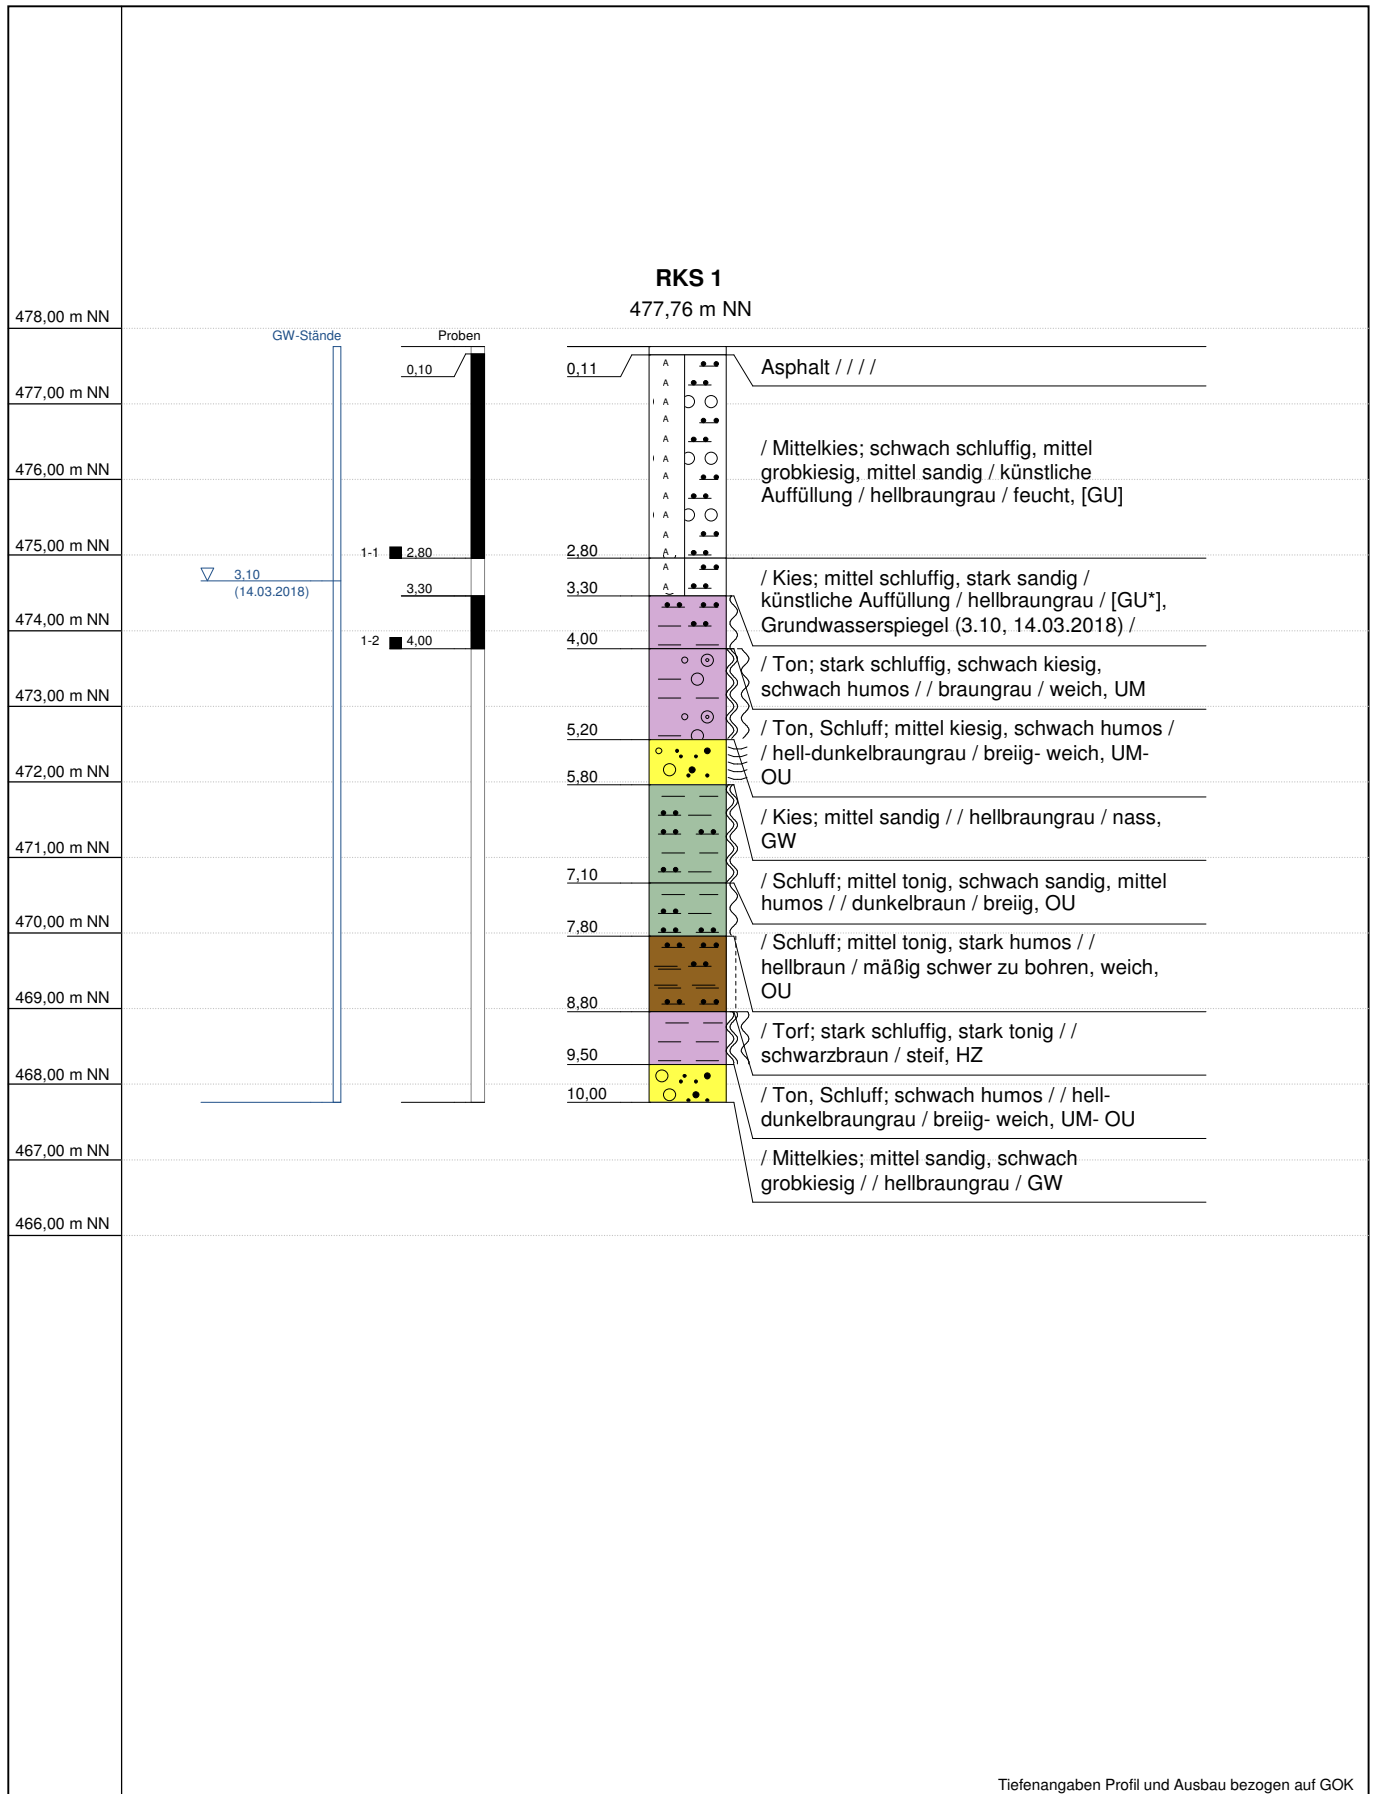 RKS 1
477,76 m NN
478,00 m NN
477,00 m NN
476,00 m NN
475,00 m NN
474,00 m NN
473,00 m NN
472,00 m NN
471,00 m NN
470,00 m NN
469,00 m NN
468,00 m NN
467,00 m NN
466,00 m NN
GW-Stände
3,10
(14.03.2018)
Proben
0,10
1-1 2,80
3,30
1-2 4,00
0,11
2,80
3,30
4,00
5,20
5,80
7,10
7,80
8,80
9,50
10,00
A
A
A
A
A
A
A
A
A
A
A
A
A
Asphalt / / / /
/ Mittelkies; schwach schluffig, mittel
grobkiesig, mittel sandig / künstliche
Auffüllung / hellbraungrau / feucht, [GU]
/ Kies; mittel schluffig, stark sandig /
künstliche Auffüllung / hellbraungrau / [GU*],
Grundwasserspiegel (3.10, 14.03.2018) /
/ Ton; stark schluffig, schwach kiesig,
schwach humos / / braungrau / weich, UM
/ Ton, Schluff; mittel kiesig, schwach humos /
/ hell-dunkelbraungrau / breiig- weich, UM-
OU
/ Kies; mittel sandig / / hellbraungrau / nass,
GW
/ Schluff; mittel tonig, schwach sandig, mittel
humos / / dunkelbraun / breiig, OU
/ Schluff; mittel tonig, stark humos / /
hellbraun / mäßig schwer zu bohren, weich,
OU
/ Torf; stark schluffig, stark tonig / /
schwarzbraun / steif, HZ
/ Ton, Schluff; schwach humos / / hell-
dunkelbraungrau / breiig- weich, UM- OU
/ Mittelkies; mittel sandig, schwach
grobkiesig / / hellbraungrau / GW
Tiefenangaben Profil und Ausbau bezogen auf GOK